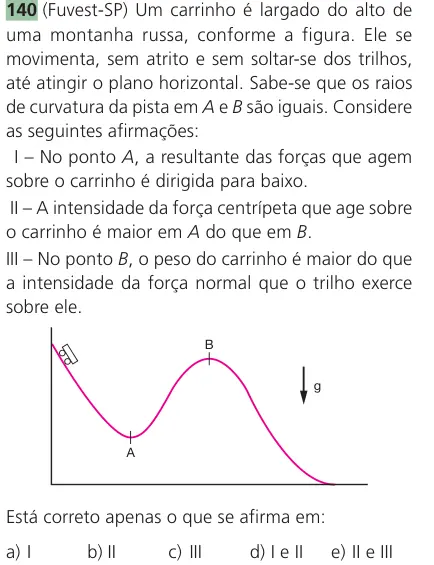 140 (Fuvest-SP) Um carrinho é largado do alto de
uma montanha russa, conforme a figura. Ele se
movimenta, sem atrito e sem soltar-se dos trilhos,
até atingir o plano horizontal. Sabe-se que os raios
de curvatura da pista em A e B são iguais. Considere
as seguintes afirmações:
I – No ponto A, a resultante das forças que agem
sobre o carrinho é dirigida para baixo.
II – A intensidade da força centrípeta que age sobre
o carrinho é maior em A do que em B.
III – No ponto B, o peso do carrinho é maior do que
a intensidade da força normal que o trilho exerce
sobre ele.
B
g
A
Está correto apenas o que se afirma em:
a) I b) II c) III d) I e II e) II e III